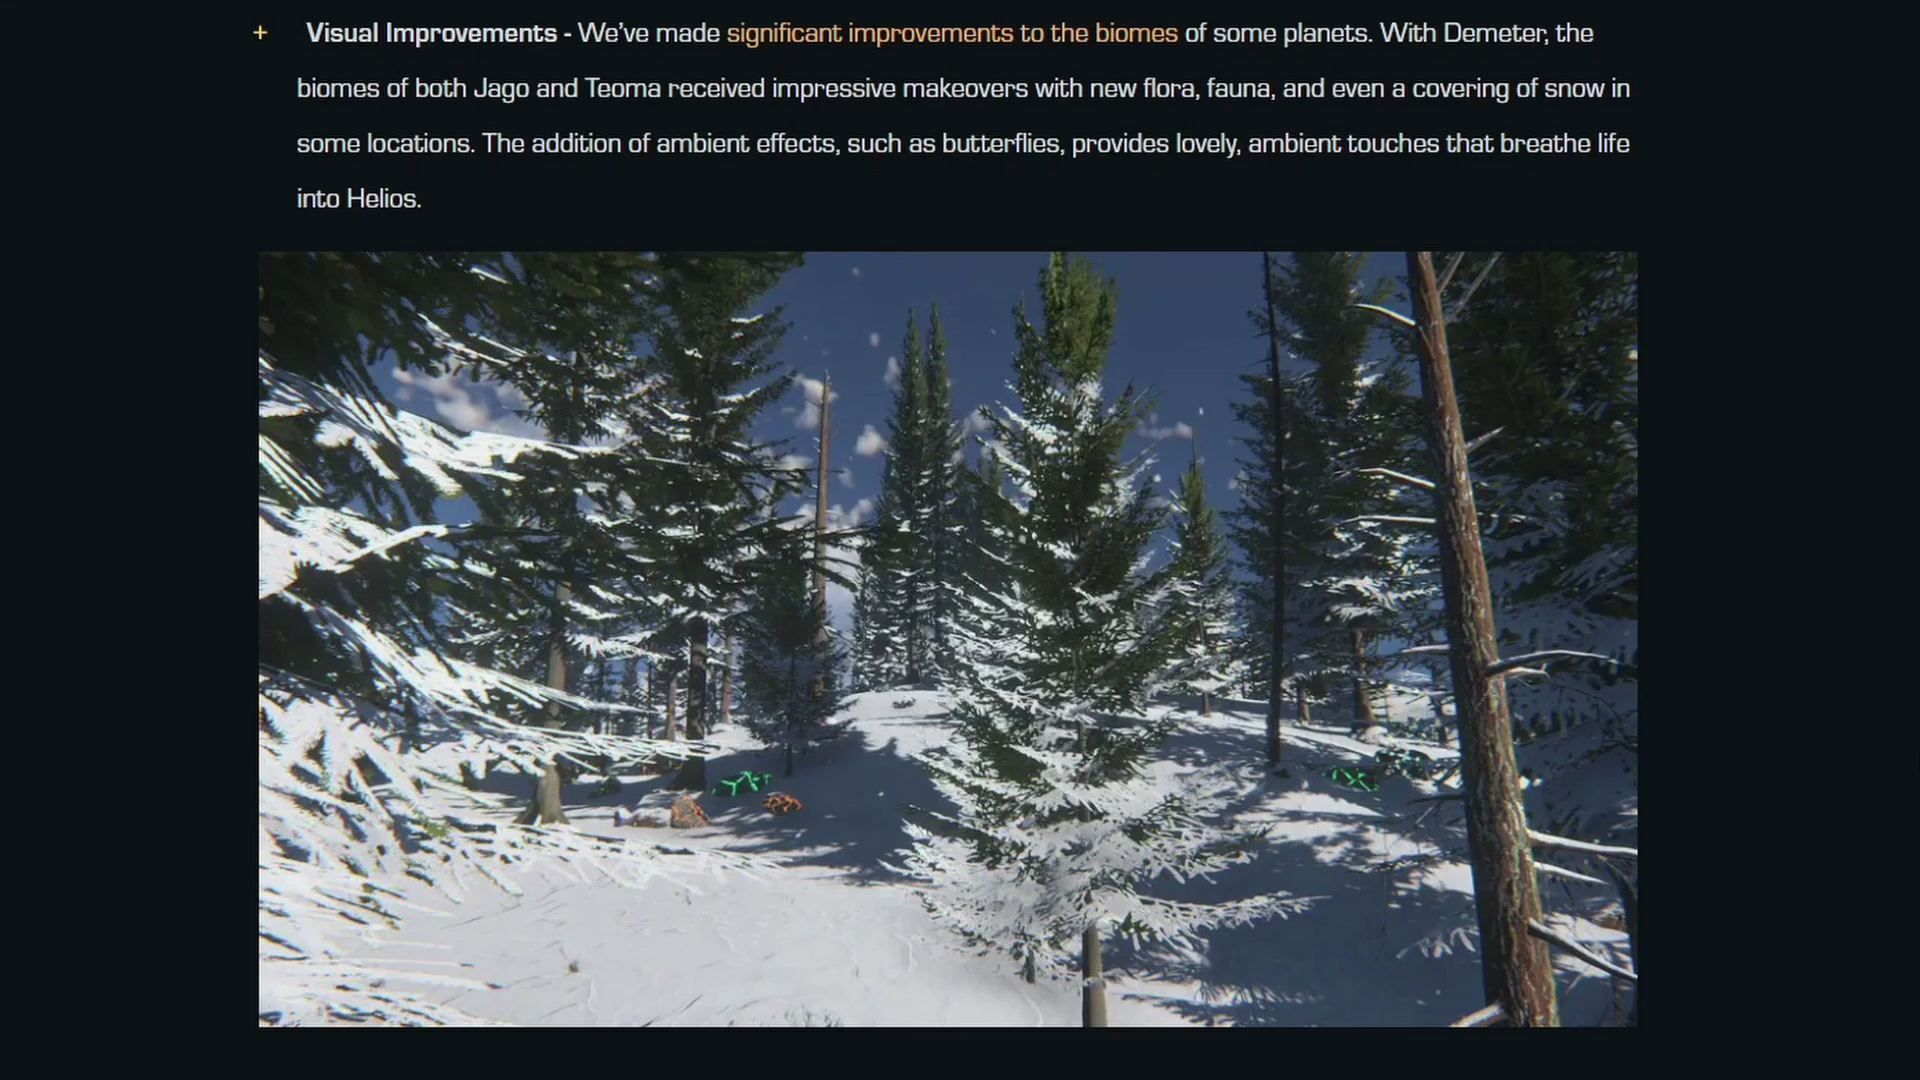 + Visual Improvements - We've made significant improvements to the biomes of some planets. With Demeter, the
biomes of both Jago and Teoma received impressive makeovers with new flora, fauna, and even a covering of snow in
some locations. The addition of ambient effects, such as butterflies, provides lovely, ambient touches that breathe life
into Helios.